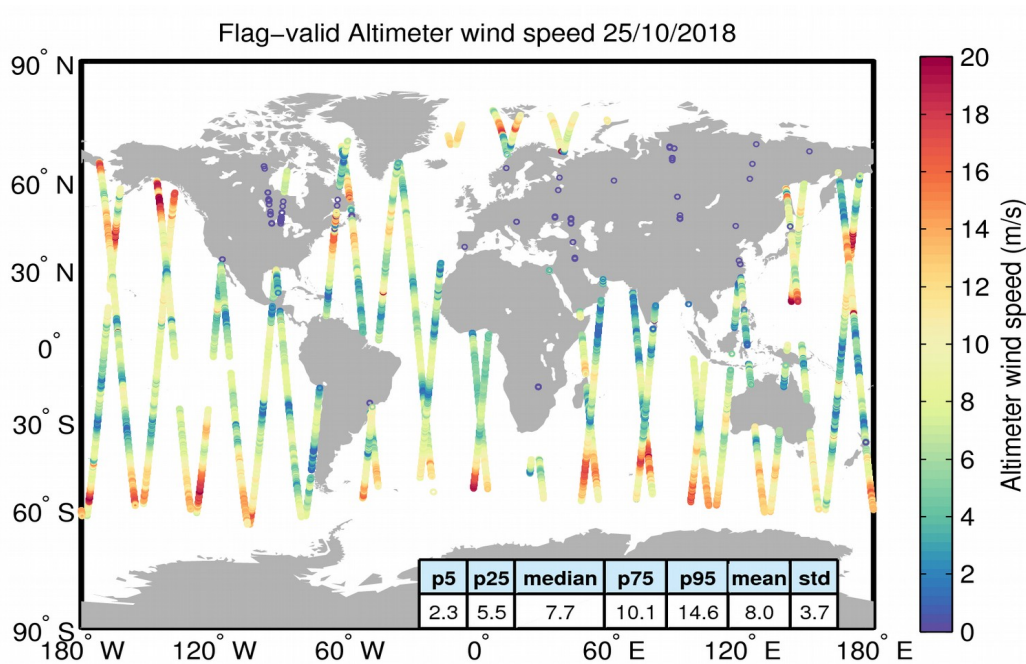 Flag−valid Altimeter wind speed 25/10/2018
90° N
60° N
30° N
0°
30° S
60° S
90° S
180° W
120° W
60° W
0°
60° E
120° E
180° E
p5 p25 median p75 p95 mean std
2.3 5.5 7.7 10.1 14.6 8.0 3.7
20
18
16
14
12
10
8
6
4
2
0
Altimeter wind speed (m/s)